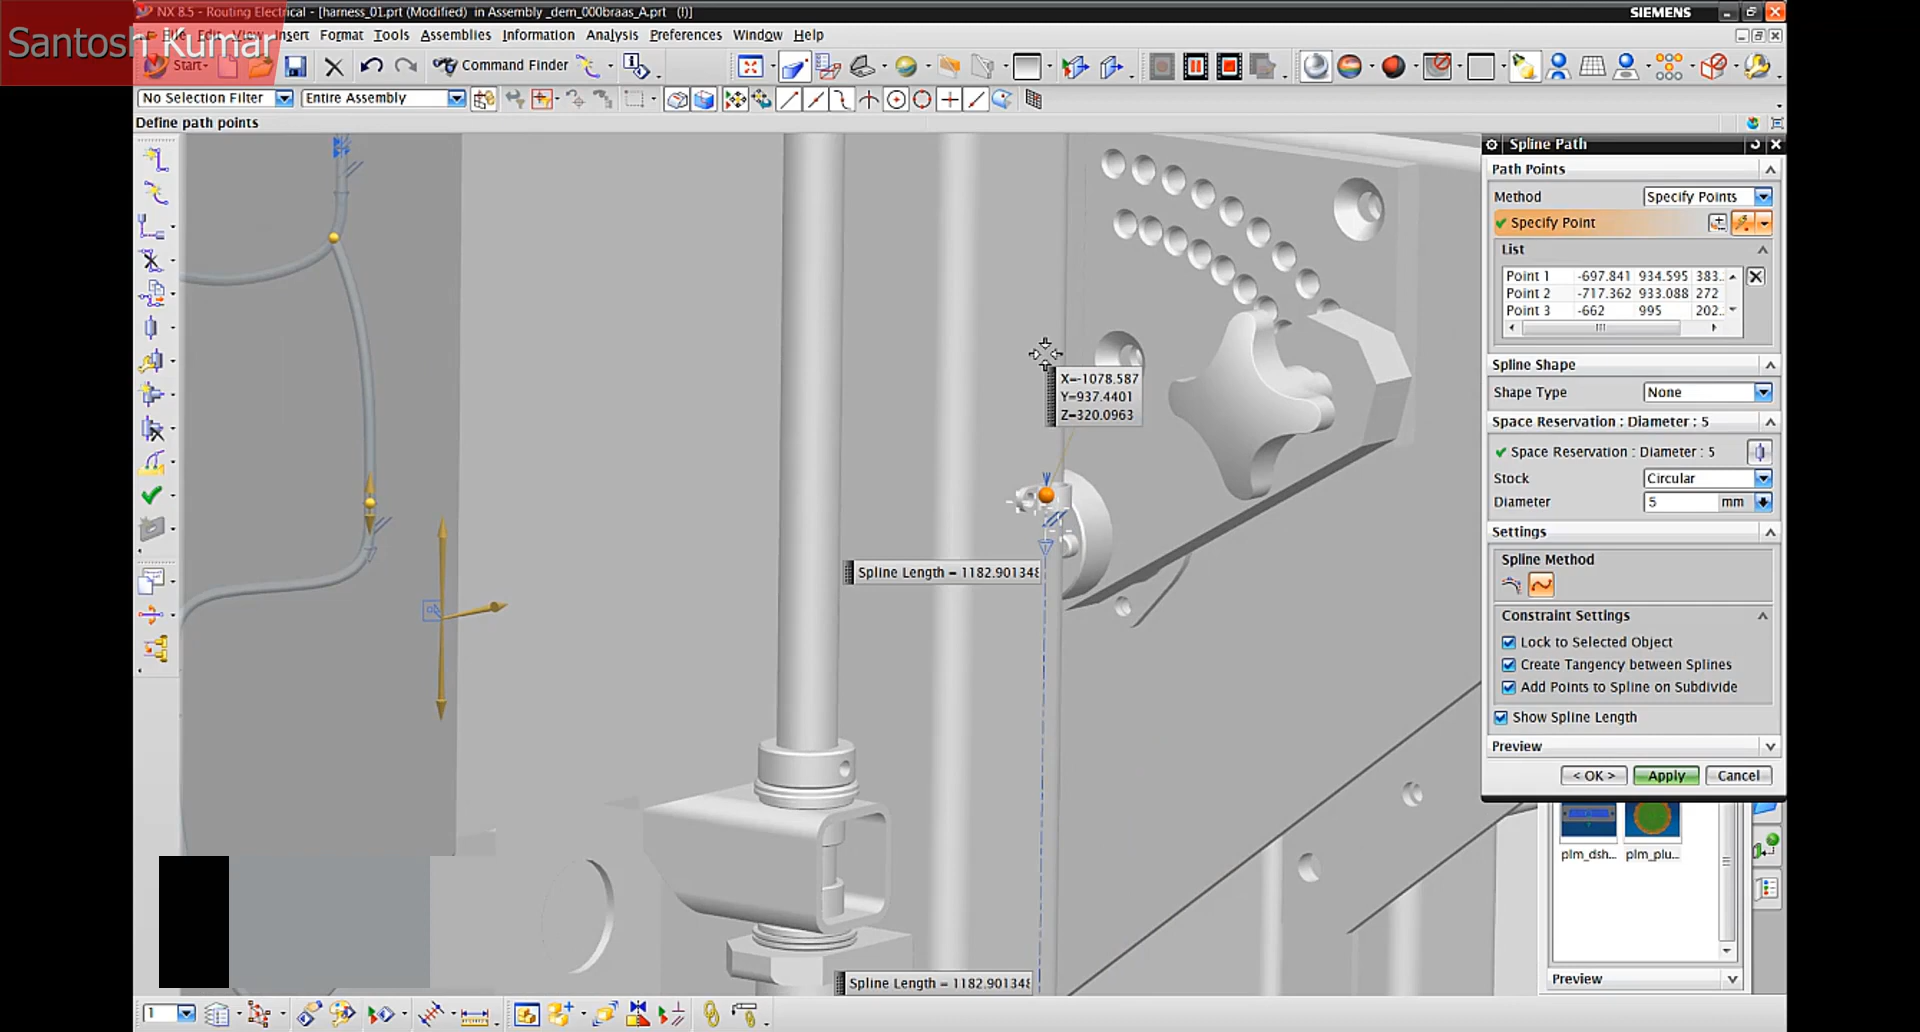 NX 8.5 - Routing Electrical - [harness_01.prt (Modified) in Assembly _dem_000braas_A.prt (!)]
SIEMENS
Santosh Kumar
File Edit View Insert Format Tools Assemblies Information Analysis Preferences Window Help
Start
Command Finder
No Selection Filter
Entire Assembly
Define path points
Spline Path
Path Points
Method
Specify Points
Specify Point
List
Point 1 -697.841 934.595 383..
Point 2 -717.362 933.088 272
Point 3 -662 995 202..
Spline Shape
Shape Type
None
Space Reservation : Diameter : 5
Space Reservation : Diameter : 5
Stock
Circular
Diameter
5 mm
Settings
Spline Method
Constraint Settings
Lock to Selected Object
Create Tangency between Splines
Add Points to Spline on Subdivide
Show Spline Length
Preview
< OK >
Apply
Cancel
X=-1078.587
Y=937.4401
Z=320.0963
Spline Length = 1182.901348
Spline Length = 1182.901348
plm_dsh...
plm_plu...
Preview
1